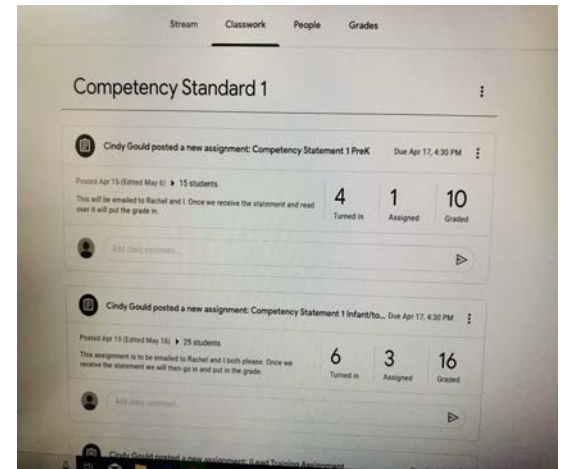 Stream Classwork People Grades
Competency Standard 1
Cindy Gould posted a new assignment: Competency Statement 1 PreK Due Apr 17, 4:30 PM
Posted Apr 15 (Edited May 6) 15 students
This will be emailed to Rachel and I. Once we receive the statement and read
over it will put the grade in.
4 1 10
Turned in Assigned Graded
Add class comment...
Cindy Gould posted a new assignment: Competency Statement 1 Infant/to... Due Apr 17, 4:30 PM
Posted Apr 15 (Edited May 18) 25 students
This assignment is to be emailed to Rachel and I both please. Once we
receive the statement we will then go in and put in the grade.
6 3 16
Turned in Assigned Graded
Add class comment...
Cindy Gould posted a new assignment: Lead Training Assignment